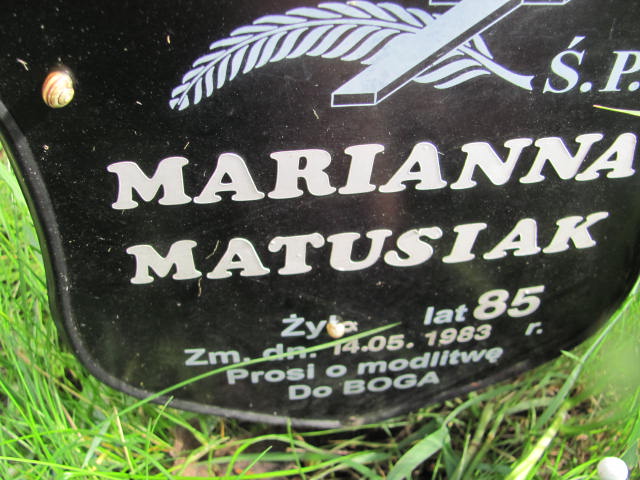 Ś.P.
MARIANNA
MATUSIAK
Żyła lat 85
Zm. dn. 14.05. 1983 r.
Prosi o modlitwę
Do BOGA